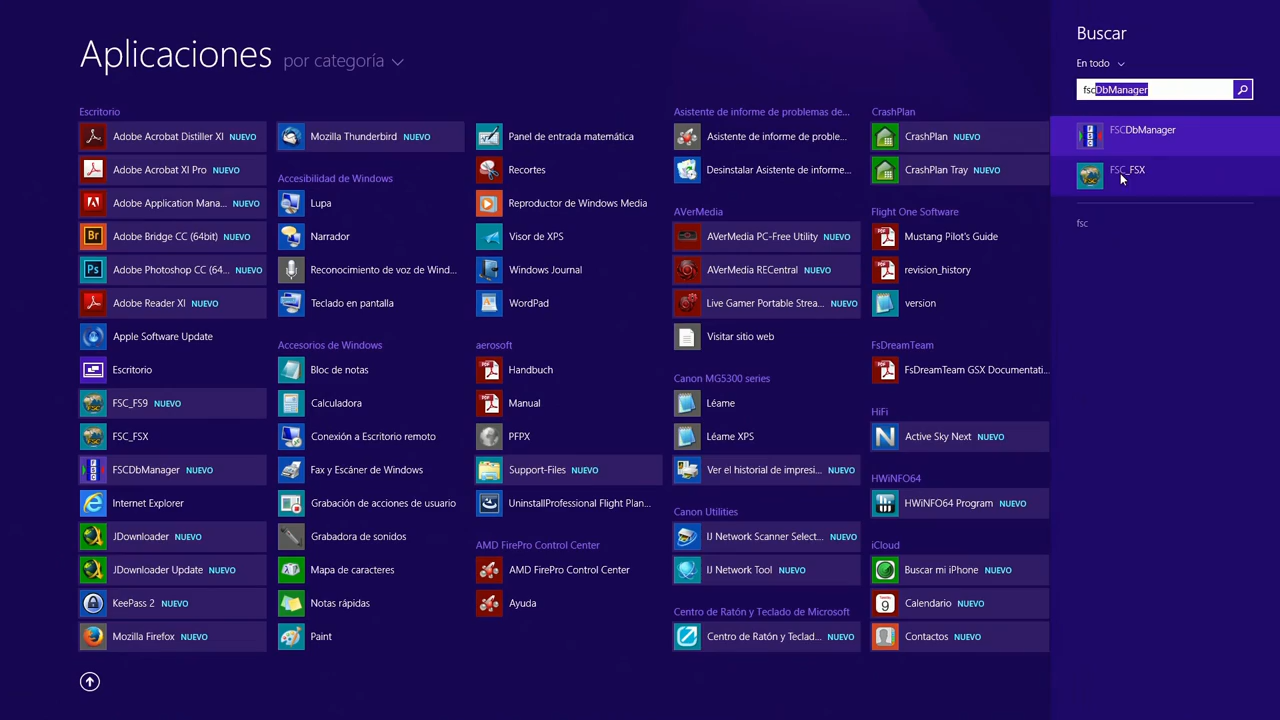 Aplicaciones por categoría
Escritorio
Adobe Acrobat Distiller XI NUEVO
Adobe Acrobat XI Pro NUEVO
Adobe Application Mana... NUEVO
Adobe Bridge CC (64bit) NUEVO
Adobe Photoshop CC (64... NUEVO
Adobe Reader XI NUEVO
Apple Software Update
Escritorio
FSC_FS9 NUEVO
FSC_FSX
FSCDbManager NUEVO
Internet Explorer
JDownloader NUEVO
JDownloader Update NUEVO
KeePass 2 NUEVO
Mozilla Firefox NUEVO
Mozilla Thunderbird NUEVO
Accesibilidad de Windows
Lupa
Narrador
Reconocimiento de voz de Wind...
Teclado en pantalla
Accesorios de Windows
Bloc de notas
Calculadora
Conexión a Escritorio remoto
Fax y Escáner de Windows
Grabación de acciones de usuario
Grabadora de sonidos
Mapa de caracteres
Notas rápidas
Paint
Panel de entrada matemática
Recortes
Reproductor de Windows Media
Visor de XPS
Windows Journal
WordPad
aerosoft
Handbuch
Manual
PFPX
Support-Files NUEVO
UninstallProfessional Flight Plan...
AMD FirePro Control Center
AMD FirePro Control Center
Ayuda
Asistente de informe de problemas de...
Asistente de informe de proble...
Desinstalar Asistente de informe...
AVerMedia
AVerMedia PC-Free Utility NUEVO
AVerMedia RECentral NUEVO
Live Gamer Portable Strea... NUEVO
Visitar sitio web
Canon MG5300 series
Léame
Léame XPS
Ver el historial de impresi... NUEVO
Canon Utilities
IJ Network Scanner Select... NUEVO
IJ Network Tool NUEVO
Centro de Ratón y Teclado de Microsoft
Centro de Ratón y Teclad... NUEVO
CrashPlan
CrashPlan NUEVO
CrashPlan Tray NUEVO
Flight One Software
Mustang Pilot's Guide
revision_history
version
FsDreamTeam
FsDreamTeam GSX Documentati...
HiFi
Active Sky Next NUEVO
HWiNFO64
HWiNFO64 Program NUEVO
iCloud
Buscar mi iPhone NUEVO
Calendario NUEVO
Contactos NUEVO
Buscar
En todo
fscDbManager
FSCDbManager
FSC_FSX
fsc